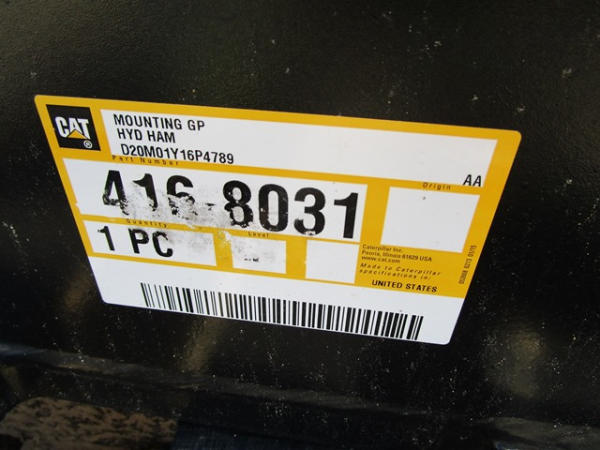 CAT®
MOUNTING GP
HYD HAM
D20M01Y16P4789
AA
Part Number
Origin
416-8031
Quantity
Level
1 PC
Caterpillar Inc.
Peoria, Illinois 61629 USA
www.cat.com
Made to Caterpillar
specifications in:
UNITED STATES